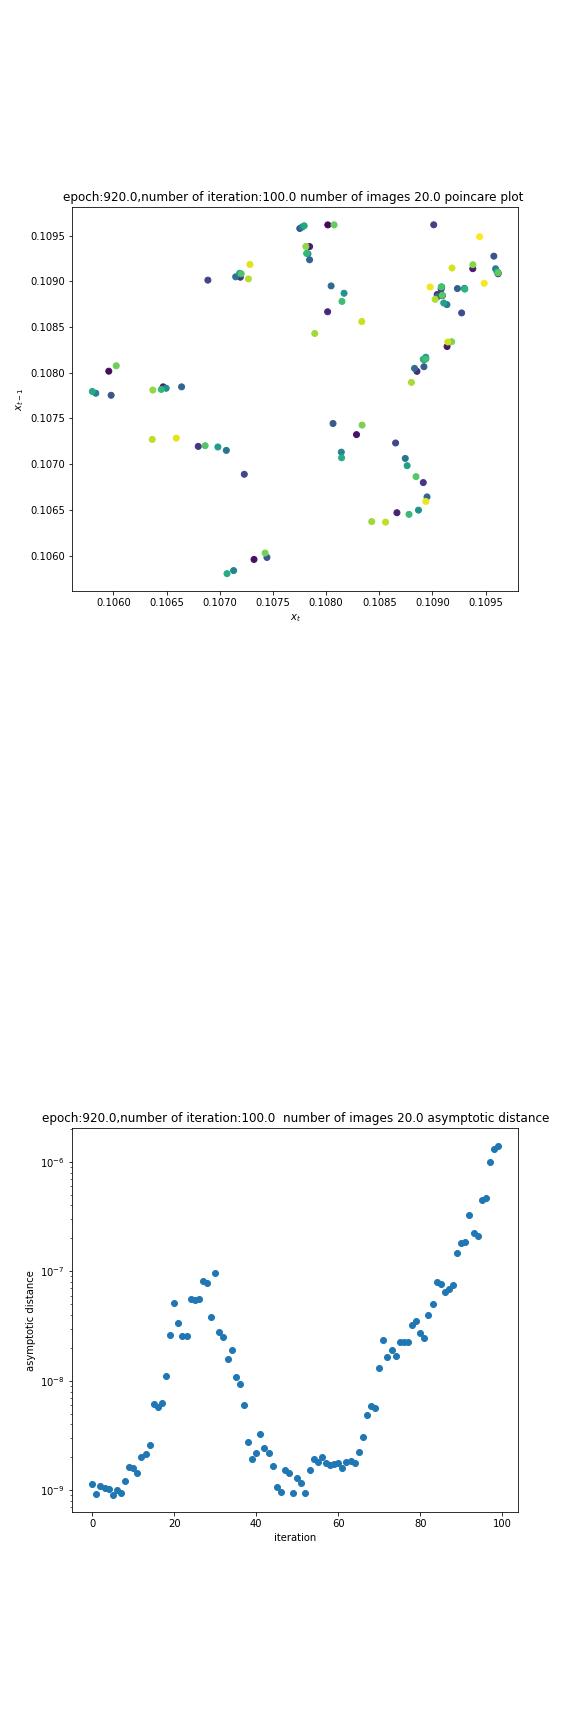 epoch:920.0,number of iteration:100.0 number of images 20.0 poincare plot
0.1095
0.1090
0.1085
0.1080
0.1075
0.1070
0.1065
0.1060
x_{t-1}
0.1060 0.1065 0.1070 0.1075 0.1080 0.1085 0.1090 0.1095
x_t
epoch:920.0,number of iteration:100.0  number of images 20.0 asymptotic distance
10^{-6}
10^{-7}
10^{-8}
10^{-9}
asymptotic distance
0 20 40 60 80 100
iteration